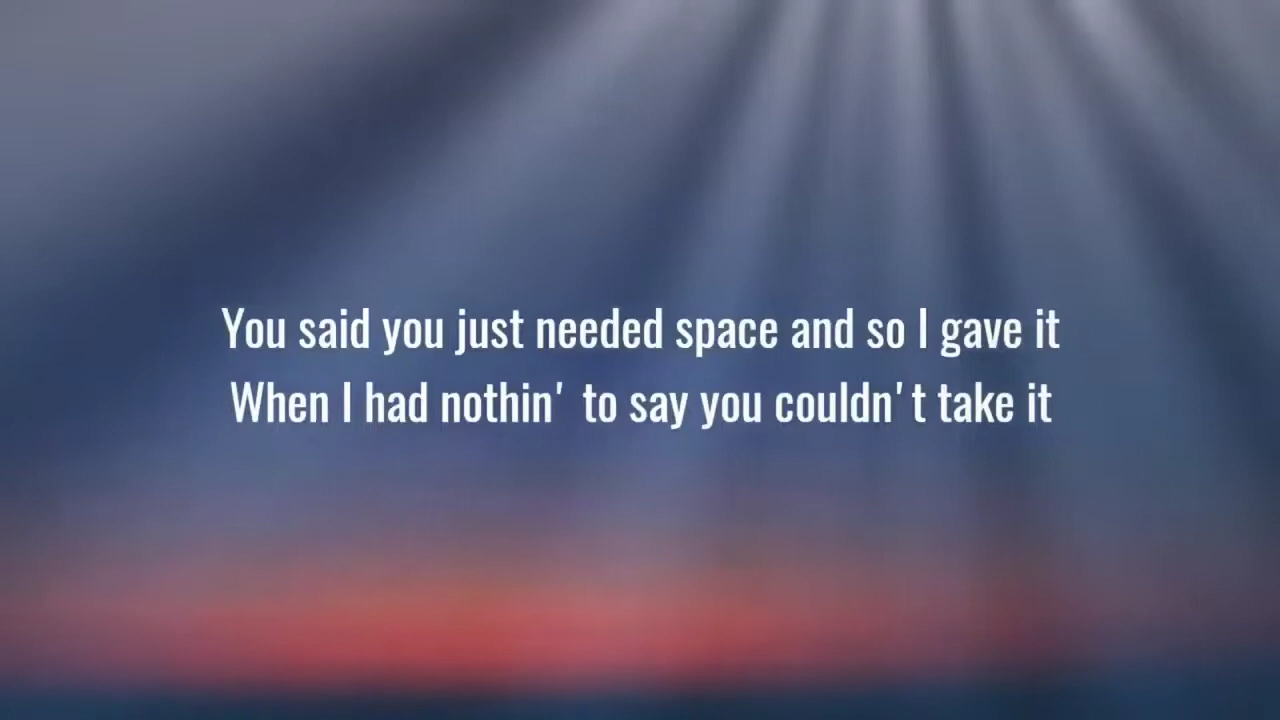 You said you just needed space and so I gave it
When I had nothin' to say you couldn't take it